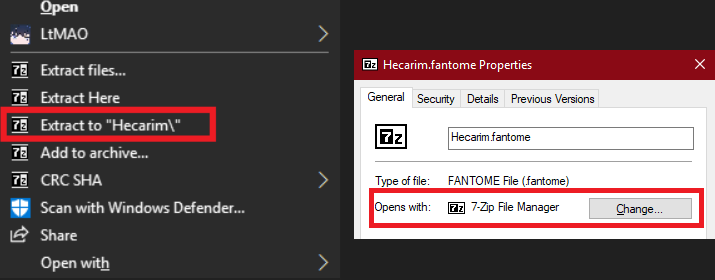 Open
LtMAO
Extract files...
Extract Here
Extract to "Hecarim\"
Add to archive...
CRC SHA
Scan with Windows Defender...
Share
Open with
Hecarim.fantome Properties
General Security Details Previous Versions
Hecarim.fantome
Type of file: FANTOME File (.fantome)
Opens with: 7-Zip File Manager Change...